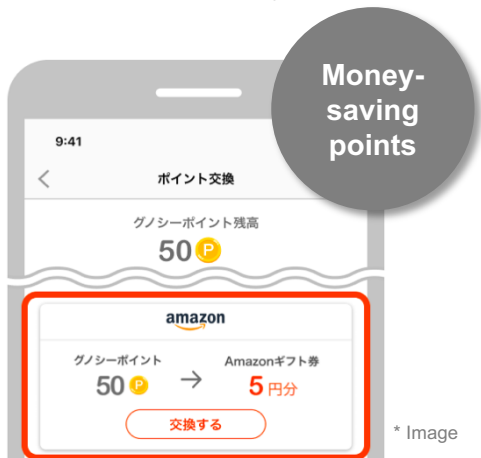 Money-
saving
points
9:41
ポイント交換
グノシーポイント残高
50 P
amazon
グノシーポイント
50 P
→
Amazonギフト券
5 円分
交換する
* Image